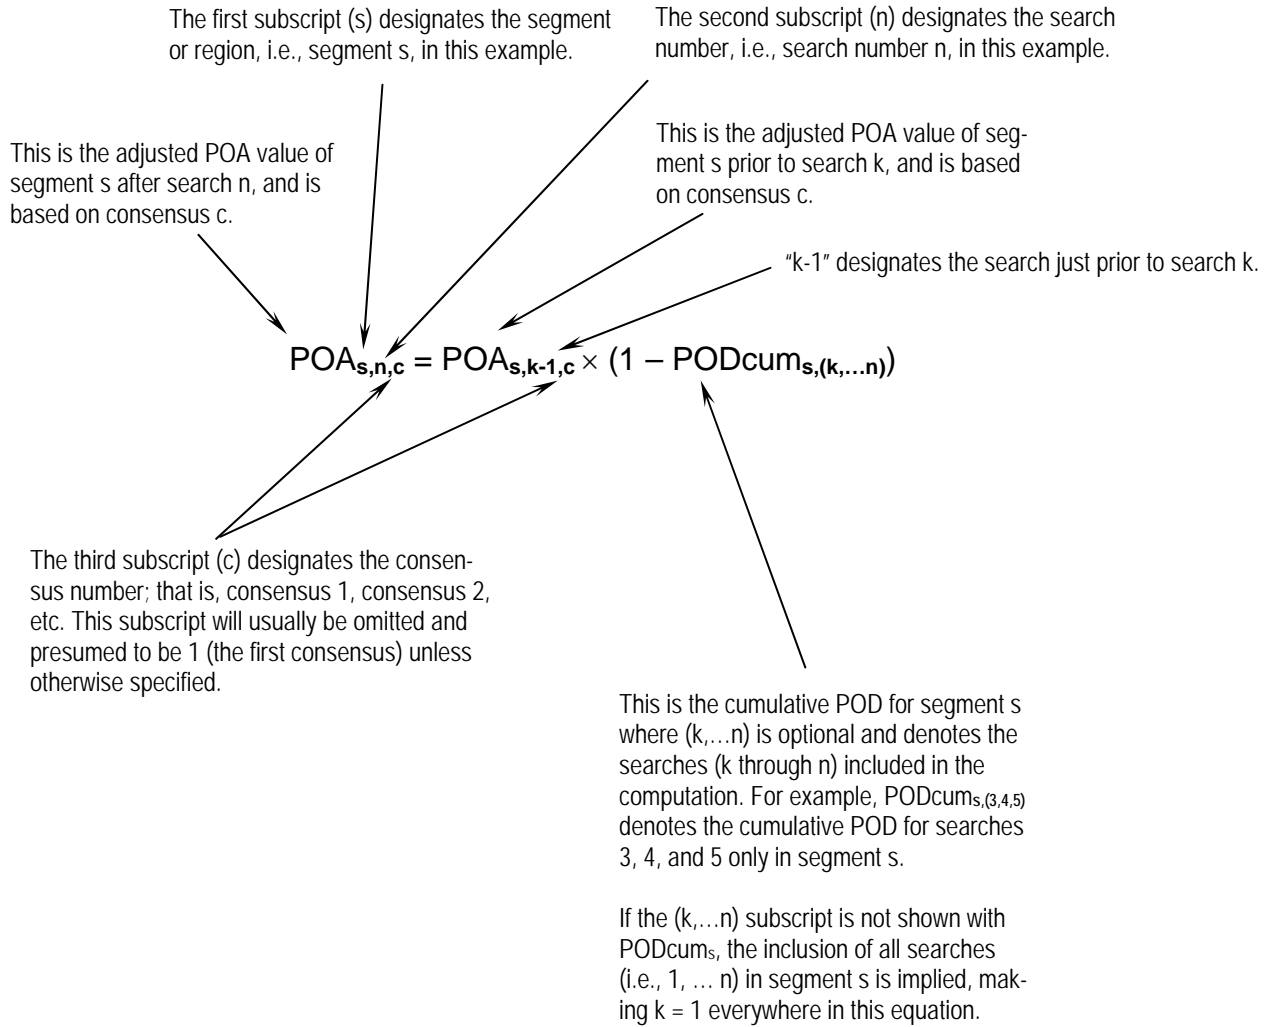 The first subscript (s) designates the segment
or region, i.e., segment s, in this example.
The second subscript (n) designates the search
number, i.e., search number n, in this example.
This is the adjusted POA value of
segment s after search n, and is
based on consensus c.
This is the adjusted POA value of seg-
ment s prior to search k, and is based
on consensus c.
“k-1” designates the search just prior to search k.
POAs,n,c = POAs,k-1,c × (1 – PODcums,(k,…n))
The third subscript (c) designates the consen-
sus number; that is, consensus 1, consensus 2,
etc. This subscript will usually be omitted and
presumed to be 1 (the first consensus) unless
otherwise specified.
This is the cumulative POD for segment s
where (k,…n) is optional and denotes the
searches (k through n) included in the
computation. For example, PODcums,(3,4,5)
denotes the cumulative POD for searches
3, 4, and 5 only in segment s.
If the (k,…n) subscript is not shown with
PODcums, the inclusion of all searches
(i.e., 1, … n) in segment s is implied, mak-
ing k = 1 everywhere in this equation.